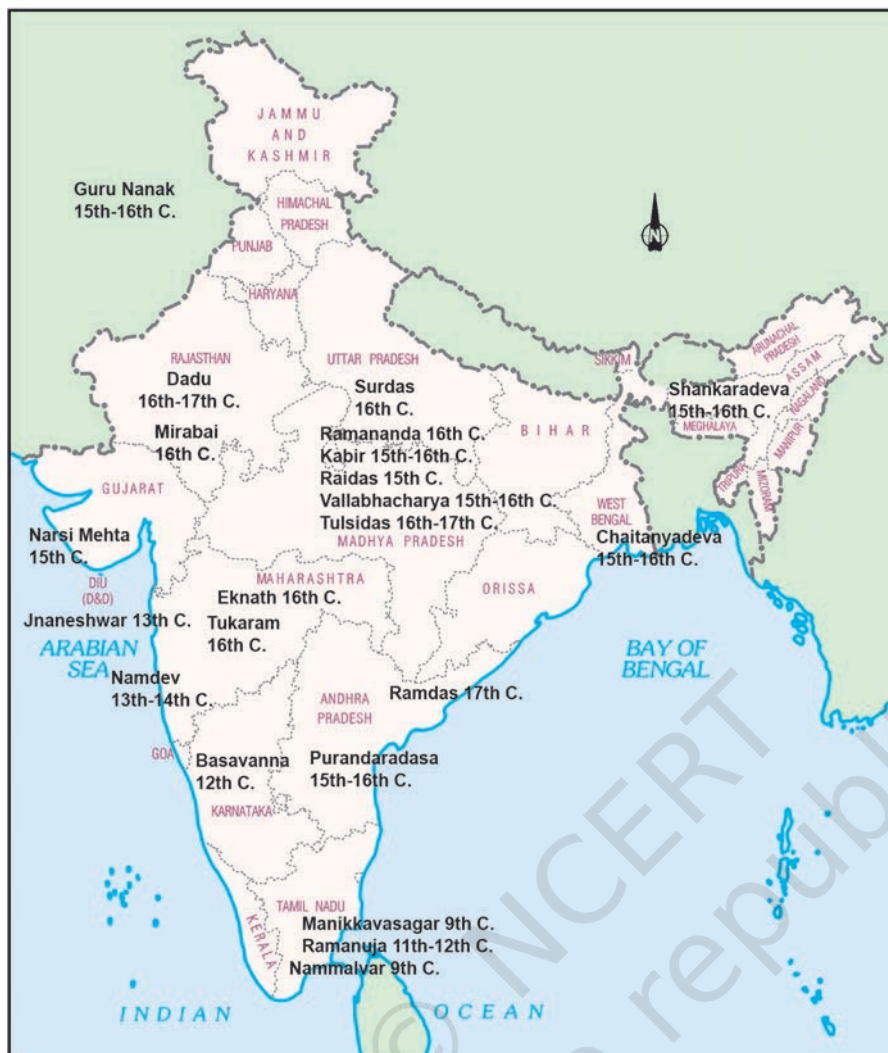 JAMMU
AND
KASHMIR
Guru Nanak
15th-16th C.
HIMACHAL
PRADESH
PUNJAB
HARYANA
N
RAJASTHAN
Dadu
16th-17th C.
Mirabai
16th C.
UTTAR PRADESH
Surdas
16th C.
Ramananda 16th C.
Kabir 15th-16th C.
Raidas 15th C.
Vallabhacharya 15th-16th C.
Tulsidas 16th-17th C.
MADHYA PRADESH
BIHAR
SIKKIM
ARUNACHAL
PRADESH
ASSAM
NAGALAND
Shankaradeva
15th-16th C.
MEGHALAYA
MANIPUR
TRIPURA
MIZORAM
GUJARAT
Narsi Mehta
15th C.
DIU
(D&D)
WEST
BENGAL
Chaitanyadeva
15th-16th C.
MAHARASHTRA
Eknath 16th C.
Tukaram
16th C.
ORISSA
Jnaneshwar 13th C.
ARABIAN
SEA
Namdev
13th-14th C.
BAY OF
BENGAL
ANDHRA
PRADESH
Ramdas 17th C.
GOA
Basavanna
12th C.
Purandaradasa
15th-16th C.
KARNATAKA
TAMIL NADU
KERALA
Manikkavasagar 9th C.
Ramanuja 11th-12th C.
Nammalvar 9th C.
INDIAN OCEAN
© NCERT
republ